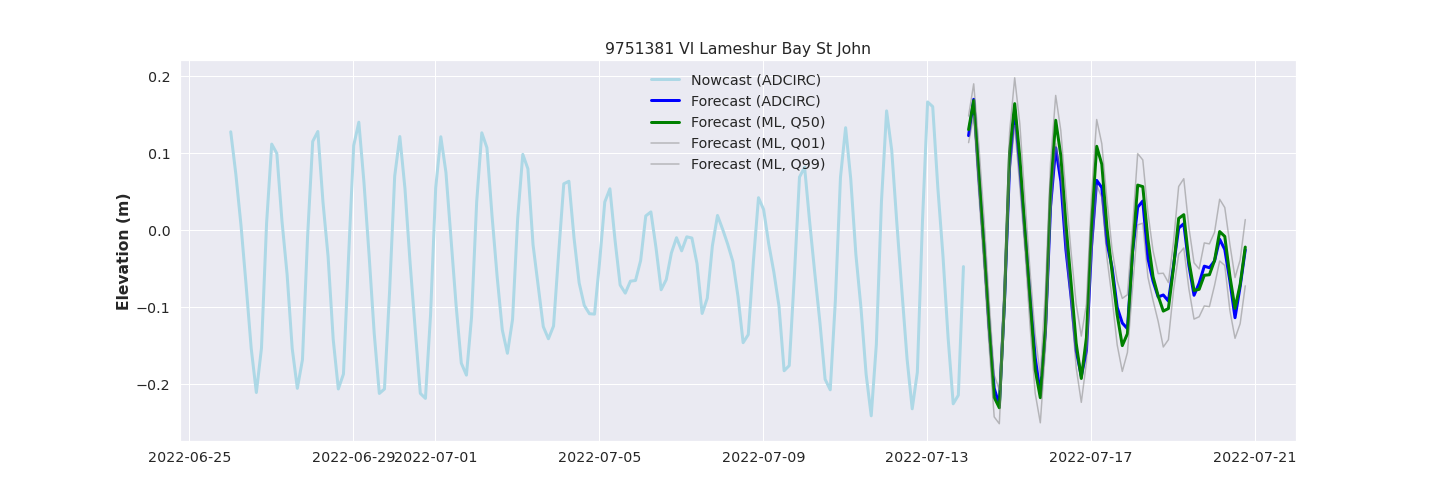 9751381 VI Lameshur Bay St John
Nowcast (ADCIRC)
Forecast (ADCIRC)
Forecast (ML, Q50)
Forecast (ML, Q01)
Forecast (ML, Q99)
Elevation (m)
0.2
0.1
0.0
−0.1
−0.2
2022-06-25
2022-06-29
2022-07-01
2022-07-05
2022-07-09
2022-07-13
2022-07-17
2022-07-21